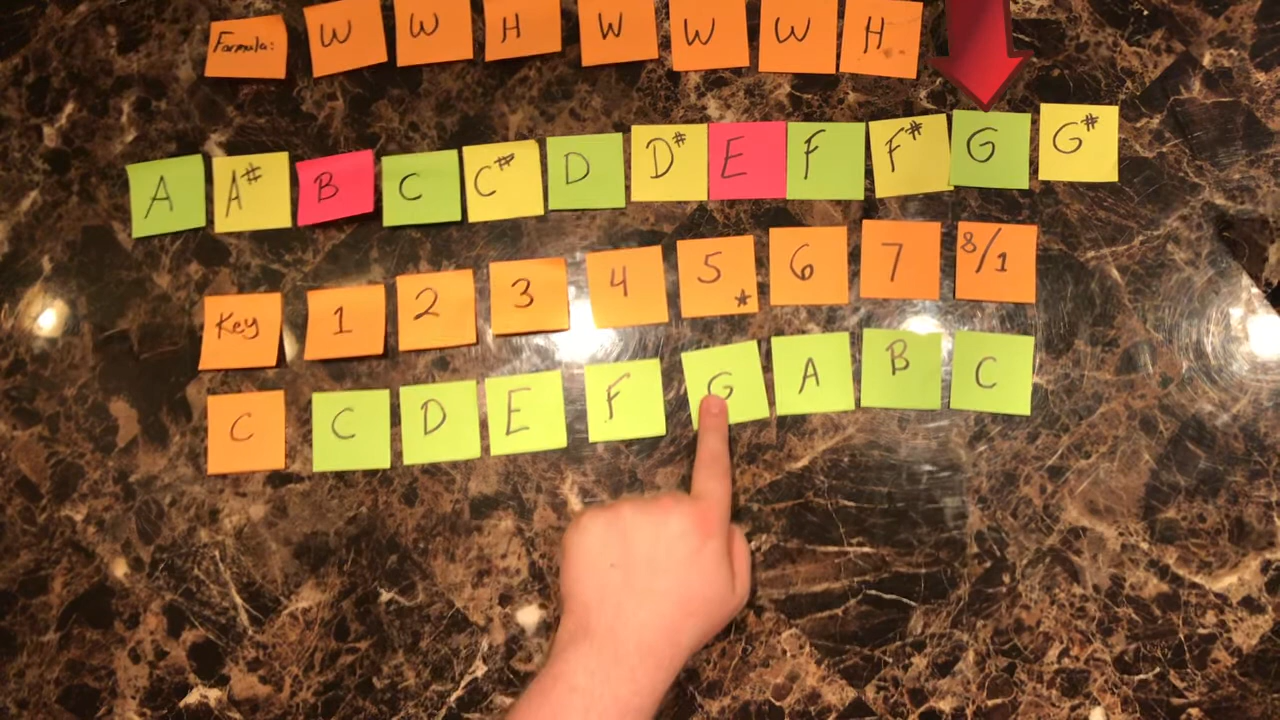 Formula: W W H W W W H
A A# B C C# D D# E F F# G G#
Key 1 2 3 4 5* 6 7 8/1
C C D E F G A B C